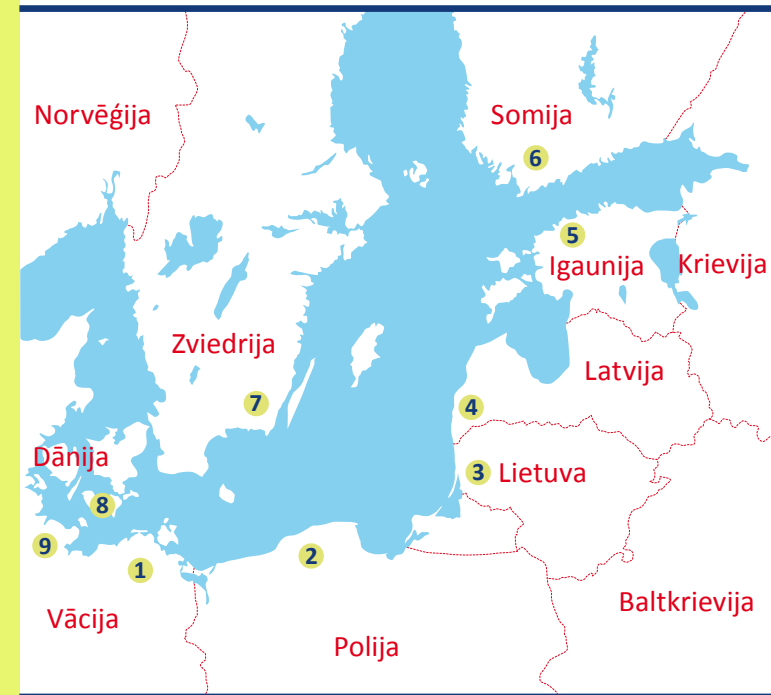 Norvēģija
Somija
6
5
Igaunija
Krievija
Zviedrija
Latvija
7
4
Dānija
3
Lietuva
8
9
2
1
Baltkrievija
Vācija
Polija